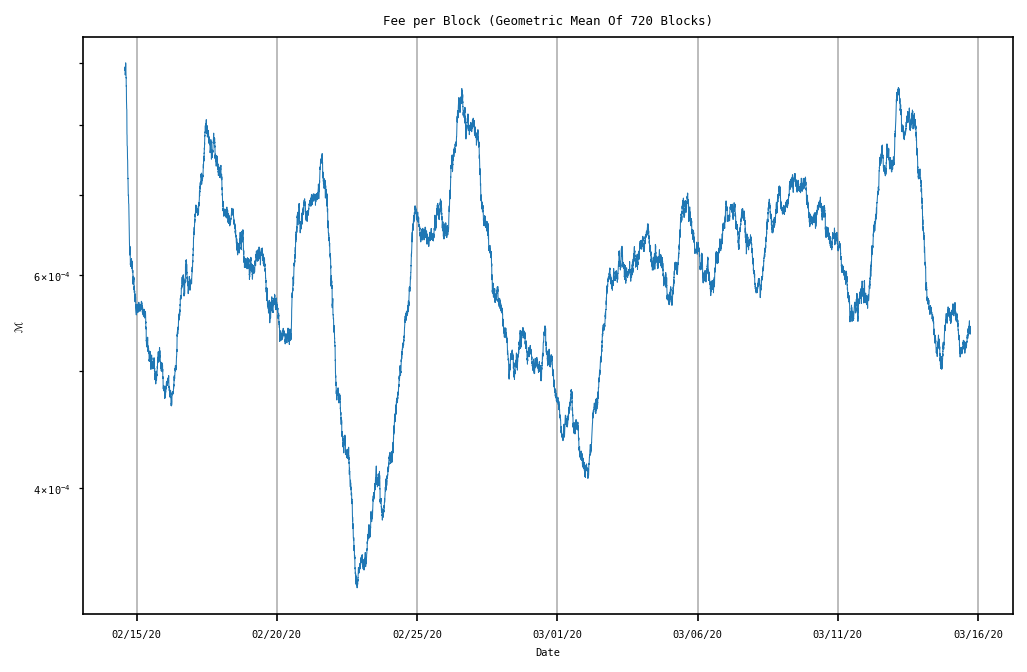 Fee per Block (Geometric Mean Of 720 Blocks)
ℳ
6×10⁻⁴
4×10⁻⁴
02/15/20 02/20/20 02/25/20 03/01/20 03/06/20 03/11/20 03/16/20
Date